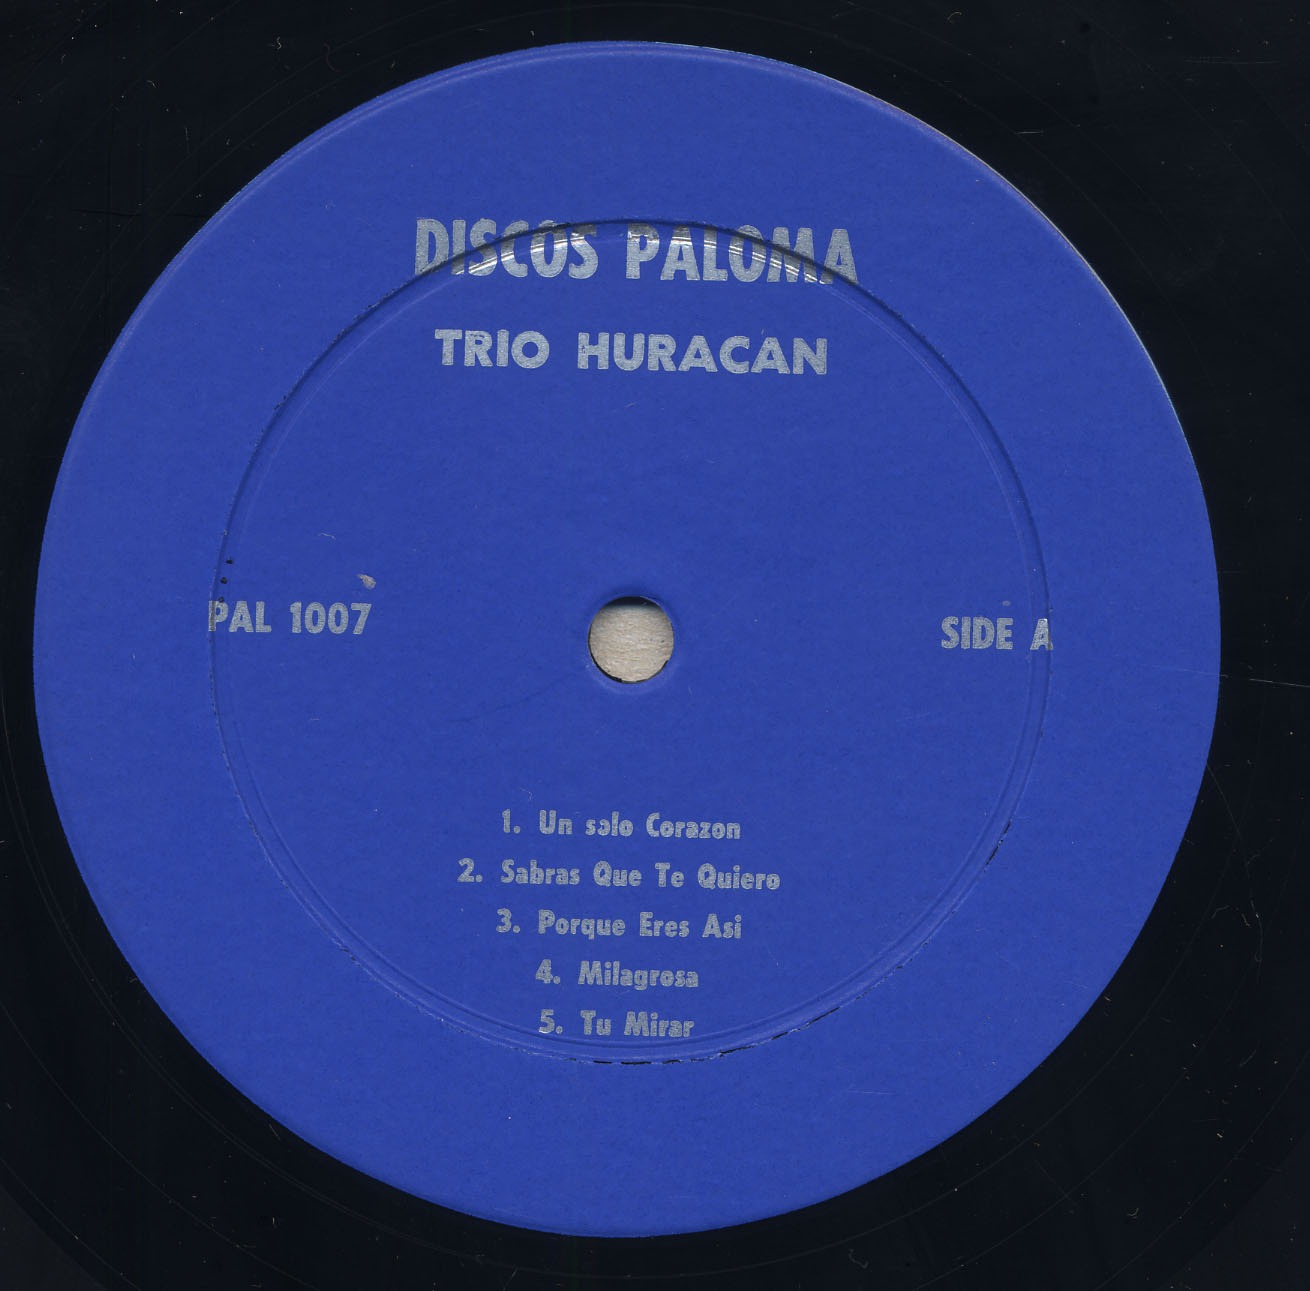 DISCOS PALOMA
TRIO HURACAN
PAL 1007
SIDE A
1. Un solo Corazon
2. Sabras Que Te Quiero
3. Porque Eres Asi
4. Milagrosa
5. Tu Mirar